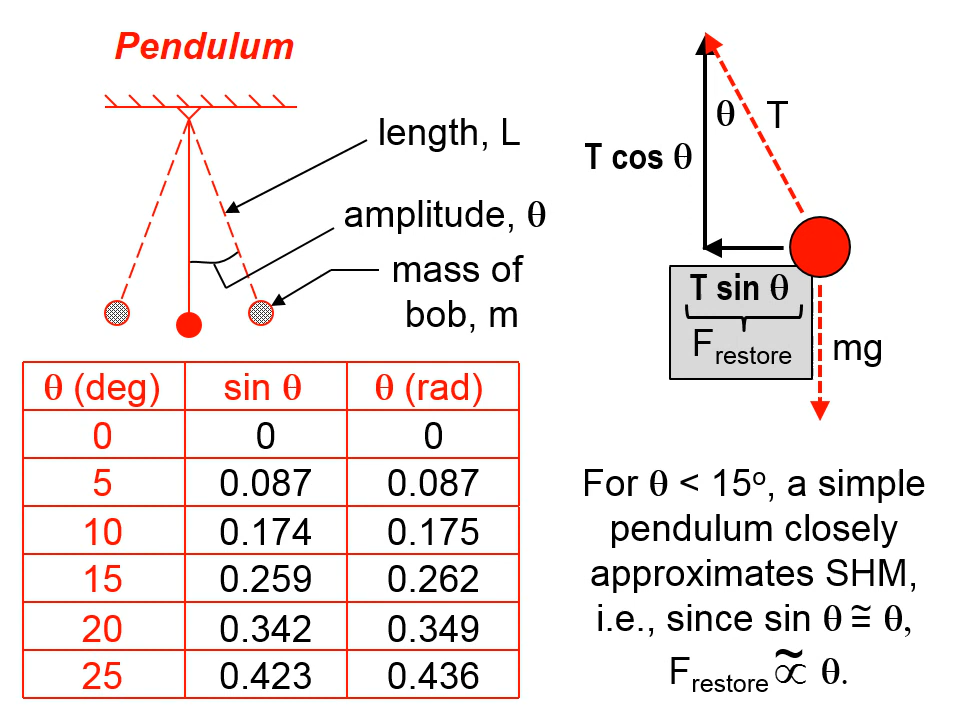 Pendulum
length, L
amplitude, θ
mass of
bob, m
θ
T
T cos θ
T sin θ
F restore
mg
θ (deg) sin θ θ (rad)
0 0 0
5 0.087 0.087
10 0.174 0.175
15 0.259 0.262
20 0.342 0.349
25 0.423 0.436
For θ < 15º, a simple
pendulum closely
approximates SHM,
i.e., since sin θ ≅ θ,
F restore ∝̃ θ.